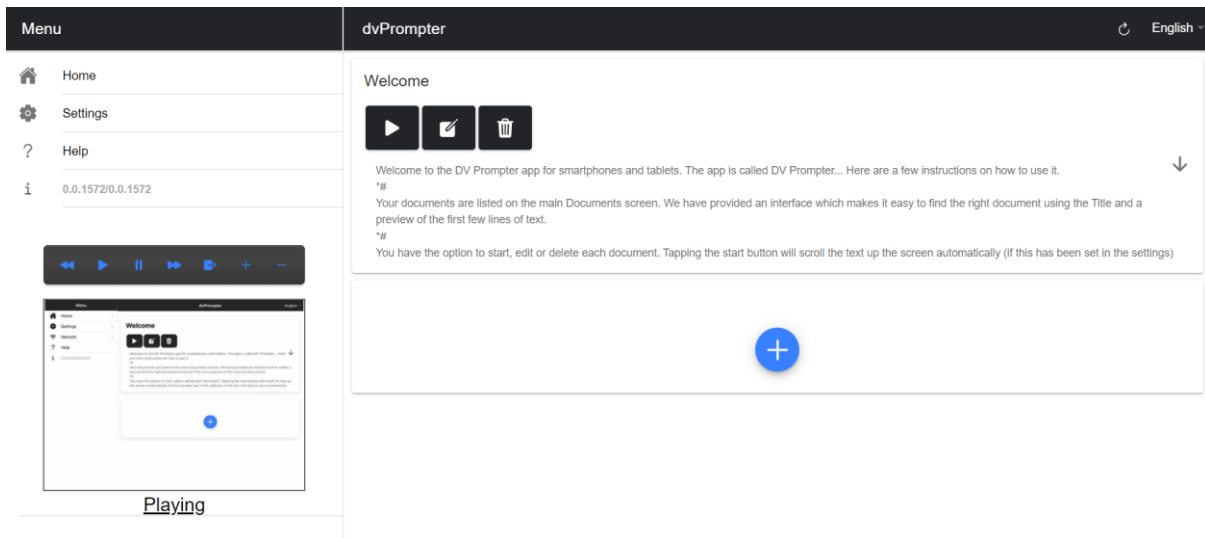 Menu
dvPrompter
English
Home
Settings
? Help
i 0.0.1572/0.0.1572
Welcome
Welcome to the DV Prompter app for smartphones and tablets. The app is called DV Prompter... Here are a few instructions on how to use it.
*#
Your documents are listed on the main Documents screen. We have provided an interface which makes it easy to find the right document using the Title and a
preview of the first few lines of text.
*#
You have the option to start, edit or delete each document. Tapping the start button will scroll the text up the screen automatically (if this has been set in the settings)
Menu
dvPrompter
English
Home
Settings
Network
? Help
Welcome
Playing